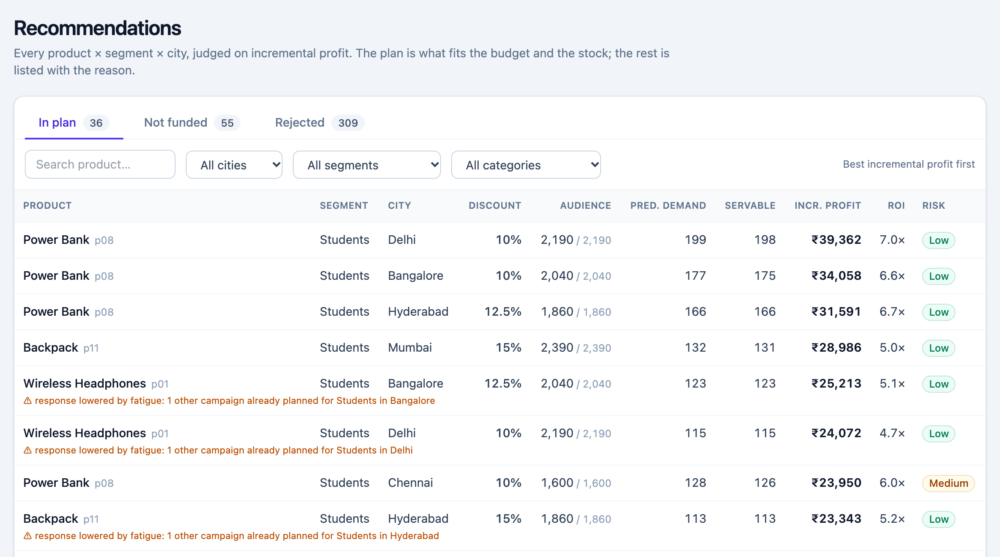 Recommendations
Every product × segment × city, judged on incremental profit. The plan is what fits the budget and the stock; the rest is
listed with the reason.
In plan 36 Not funded 55 Rejected 309
Search product... All cities All segments All categories Best incremental profit first
PRODUCT SEGMENT CITY DISCOUNT AUDIENCE PRED. DEMAND SERVABLE INCR. PROFIT ROI RISK
Power Bank p08 Students Delhi 10% 2,190 / 2,190 199 198 ₹39,362 7.0× Low
Power Bank p08 Students Bangalore 10% 2,040 / 2,040 177 175 ₹34,058 6.6× Low
Power Bank p08 Students Hyderabad 12.5% 1,860 / 1,860 166 166 ₹31,591 6.7× Low
Backpack p11 Students Mumbai 15% 2,390 / 2,390 132 131 ₹28,986 5.0× Low
Wireless Headphones p01 Students Bangalore 12.5% 2,040 / 2,040 123 123 ₹25,213 5.1× Low
⚠ response lowered by fatigue: 1 other campaign already planned for Students in Bangalore
Wireless Headphones p01 Students Delhi 10% 2,190 / 2,190 115 115 ₹24,072 4.7× Low
⚠ response lowered by fatigue: 1 other campaign already planned for Students in Delhi
Power Bank p08 Students Chennai 10% 1,600 / 1,600 128 126 ₹23,950 6.0× Medium
Backpack p11 Students Hyderabad 15% 1,860 / 1,860 113 113 ₹23,343 5.2× Low
⚠ response lowered by fatigue: 1 other campaign already planned for Students in Hyderabad